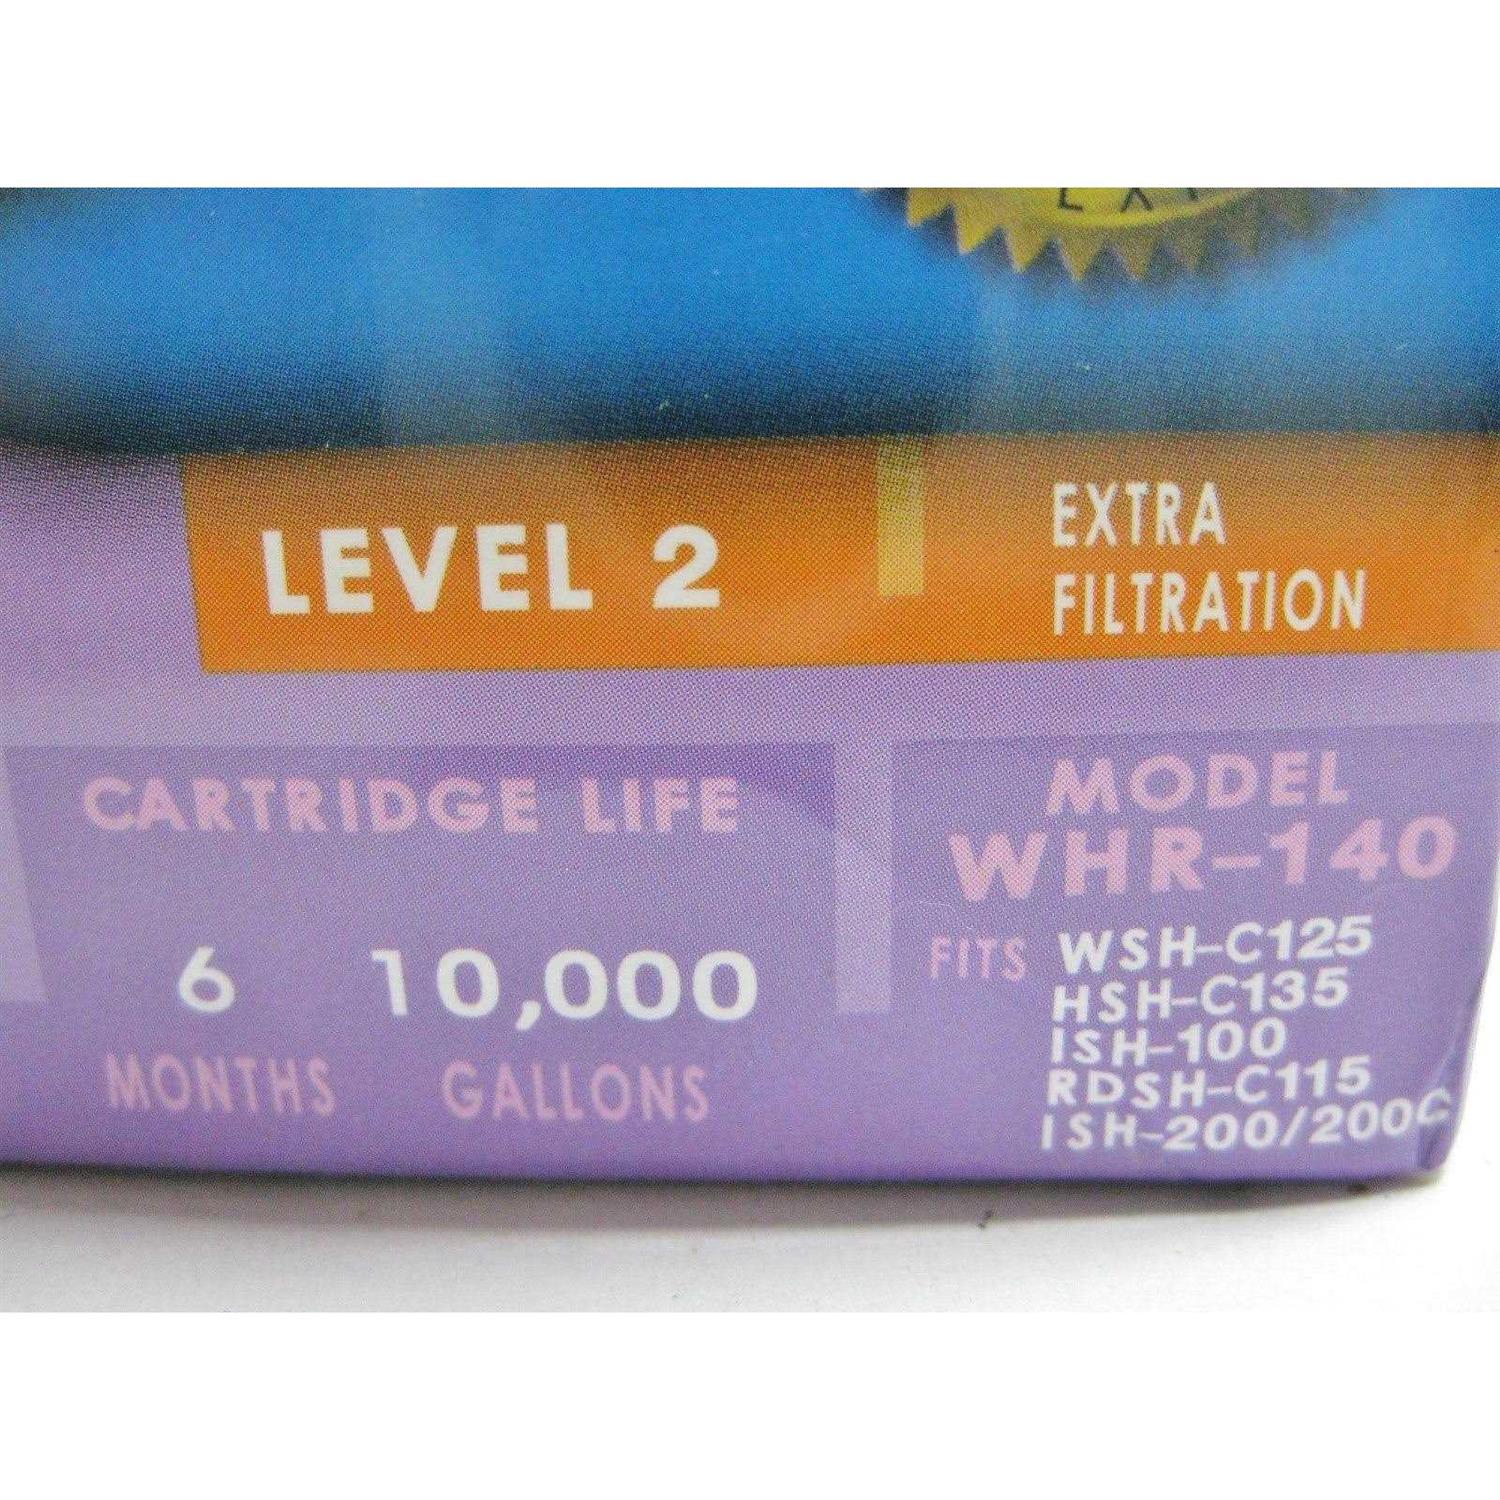 LEVEL 2
EXTRA
FILTRATION
CARTRIDGE LIFE
6 10,000
MONTHS GALLONS
MODEL
WHR-140
FITS WSH-C125
HSH-C135
ISH-100
RDSH-C115
ISH-200/200C